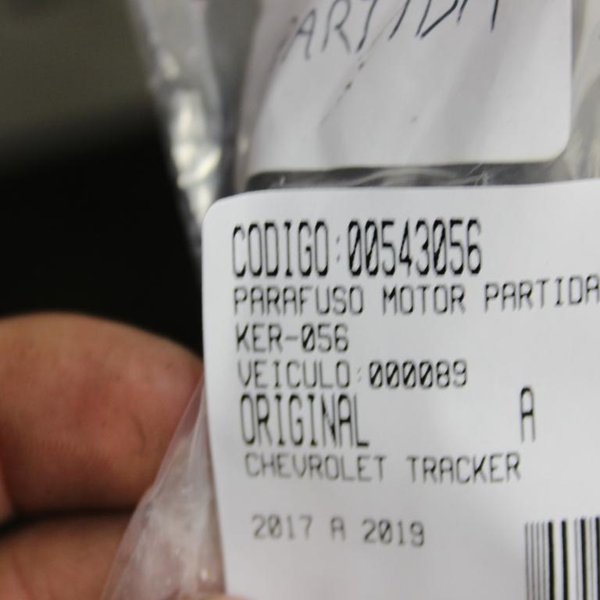 PARTIDA
CODIGO:00543056
PARAFUSO MOTOR PARTIDA
KER-056
VEICULO:000089
ORIGINAL A
CHEVROLET TRACKER
2017 A 2019